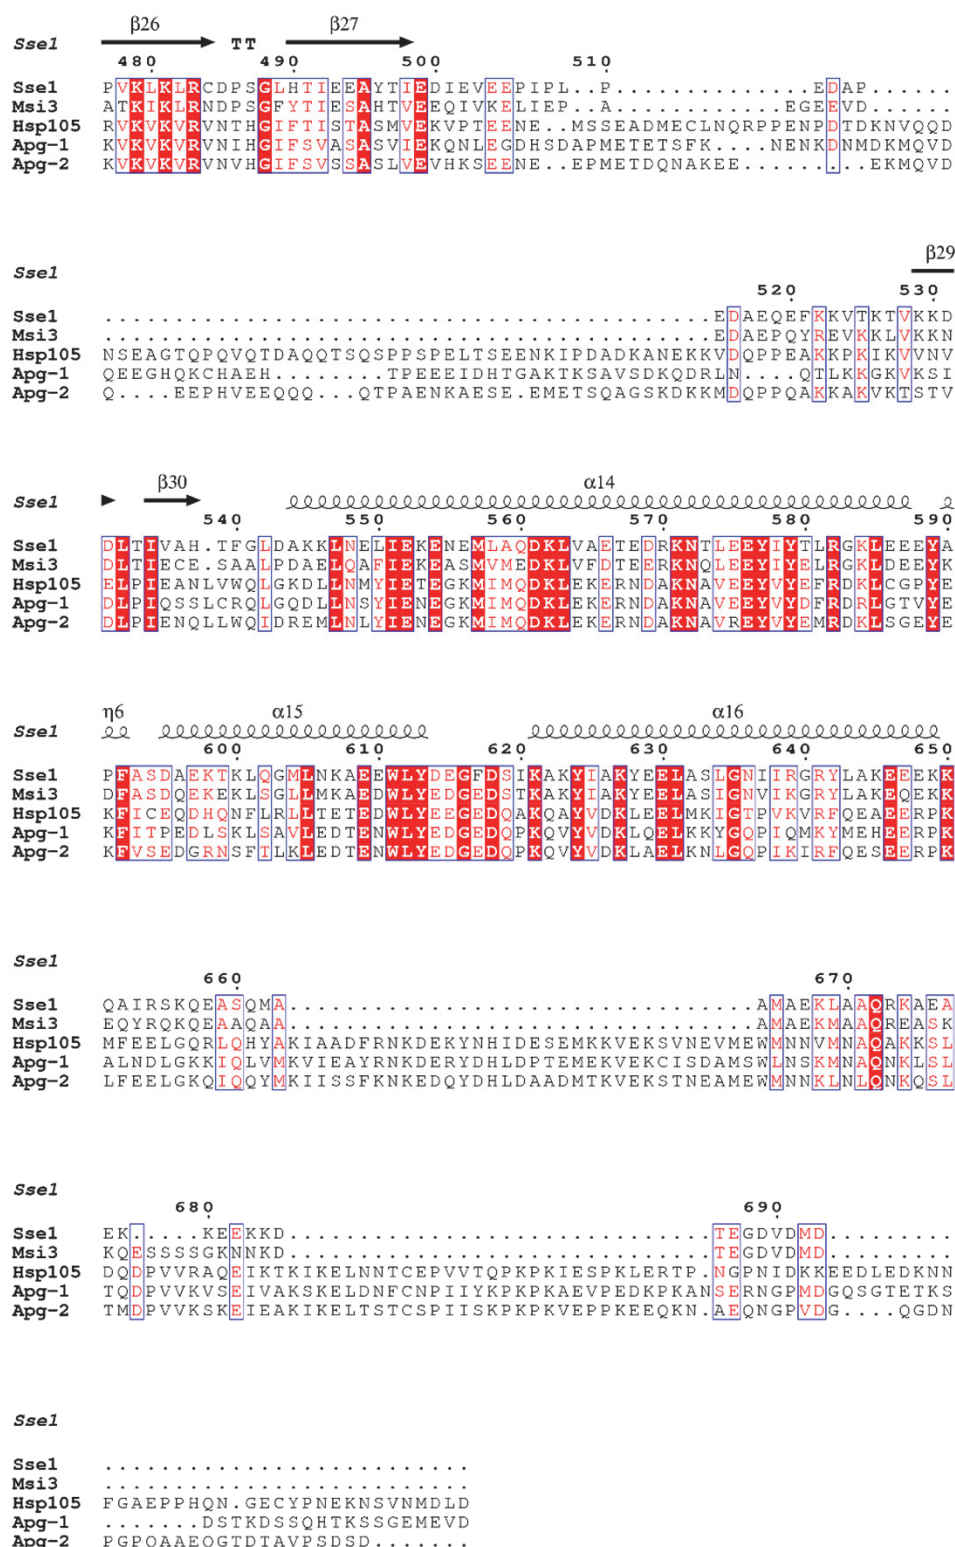 β26 β27
Sse1 TT
480 490 500 510
Sse1 PVKLKLRCDPSGLHTIEEAYTIEDIEVEEPIPL..P..............EDAP......
Msi3 ATKIKLRNDPSGFYTIESAHTVEEQIVKELIEP..A............EGEEVD......
Hsp105 RVKVKVRVNTHGIFTISTASMVEKVPTEENE..MSSEADMECLNQRPPENPDTDKNVQQD
Apg-1 KVKVKVRVNIHGIFSVASASVIEKQNLEGDHSDAPMETETSFK....NENKDNMDKMQVD
Apg-2 KVKVKVRVNVHGIFSVSSASLVEVHKSEENE..EPMETDQNAKEE........EKMQVD
β29
Sse1
520 530
Sse1 ...........................................EDAEQEFKKVTKTVKKD
Msi3 ...........................................EDAEPQYREVKKLVKKN
Hsp105 NSEAGTQPQVQTDAQQTSQSPPSPELTSEENKIPDADKANEKKVDQPPEAKKPKIKVVNV
Apg-1 QEEGHQKCHAEH........TPEEEIDHTGAKTKSAVSDKQDRLN....QTLKKGKVKSI
Apg-2 Q....EEPHVEEQQQ...QTPAENKAESE.EMETSQAGSKDKKMDQPPQAKKAKVKTSTV
β30 α14
Sse1
540 550 560 570 580 590
Sse1 DLTIVAH.TFGLDAKKLNELIEKENEMLAQDKLVAETEDRKNTLEEYIYTLRGKLEEEYA
Msi3 DLTIECE.SAALPDAELQAFIEKEASMVMEDKLVFDTEERKNQLEEYIYELRGKLDEEYK
Hsp105 ELPIEANLVWQLGKDLLNMYIETEGKMIMQDKLEKERNDAKNAVEEYVYEFRDKLCGPYE
Apg-1 DLPIQSSLCRQLGQDLLNSYIENEGKMIMQDKLEKERNDAKNAVEEYVYDFRDRLGTVYE
Apg-2 DLPIENQLLWQIDREMLNLYIENEGKMIMQDKLEKERNDAKNAVREYVYEMRDKLSGEYE
η6 α15 α16
Sse1
600 610 620 630 640 650
Sse1 PFASDAEKTKLQGMLNKAEEWLYDEGFDSIKAKYIAKYEELASLGNIIRGRYLAKEEEKK
Msi3 DFASDQEKEKLSGLLMKAEDWLYEEGEDSTKAKYIAKYEELASIGNVIKGRYLAKEQEKK
Hsp105 KFICEQDHQNFLRLLTETEDWLYEEGEDQAKQAYVDKLEELMKIGTPVKVRFQEAEERPK
Apg-1 KFITPEDLSKLSAVLEDTENWLYEDGEDQPKQVYVDKLQELKKYGQPIQMKYMEHEERPK
Apg-2 KFVSEDGRNSFTLKLEDTENWLYEDGEDQPKQVYVDKLAELKNLGQPIKIRFQESEERPK
Sse1
660 670
Sse1 QAIRSKQEASQMA.................................AMAEKLAAQRKAEA
Msi3 EQYRQKQEAAQAA.................................AMAEKMAAQREASK
Hsp105 MFEELGQRLQHYAKIAADFRNKDEKYNHIDESEMKKVEKSVNEVMEWMNNVMNAQAKKSL
Apg-1 ALNDLGKKIQLVMKVIEAYRNKDERYDHLDPTEMEKVEKCISDAMSWLNSKMNAQNKLSL
Apg-2 LFEELGKQIQQYMKIISSFKNKEDQYDHLDAADMTKVEKSTNEAMEWMNNKLNLQNKQSL
Sse1
680 690
Sse1 EK.....KEEKKD..............................TEGDVDMD.........
Msi3 KQESSSSGKNNKD..............................TEGDVDMD.........
Hsp105 DQDPVVRAQEIKTKIKELNNTCEPVVTQPKPKIESPKLERTP.NGPNIDKKEEDLEDKNN
Apg-1 TQDPVVKVSEIVAKSKELDNFCNPIIYKPKPKAEVPEDKPKANSERNGPMDGQSGTETKS
Apg-2 TMDPVVKSKEIEAKIKELTSTCSPIISKPKPKVEPPKEEQKN.AEQNGPVDG....QGDN
Sse1
Sse1 ..........................
Msi3 ..........................
Hsp105 FGAEPPHQN.GECYPNEKNSVNMDLD
Apg-1 .......DSTKDSSQHTKSSGEMEVD
Apg-2 PGPQAAEQGTDTAVPSDSD.......